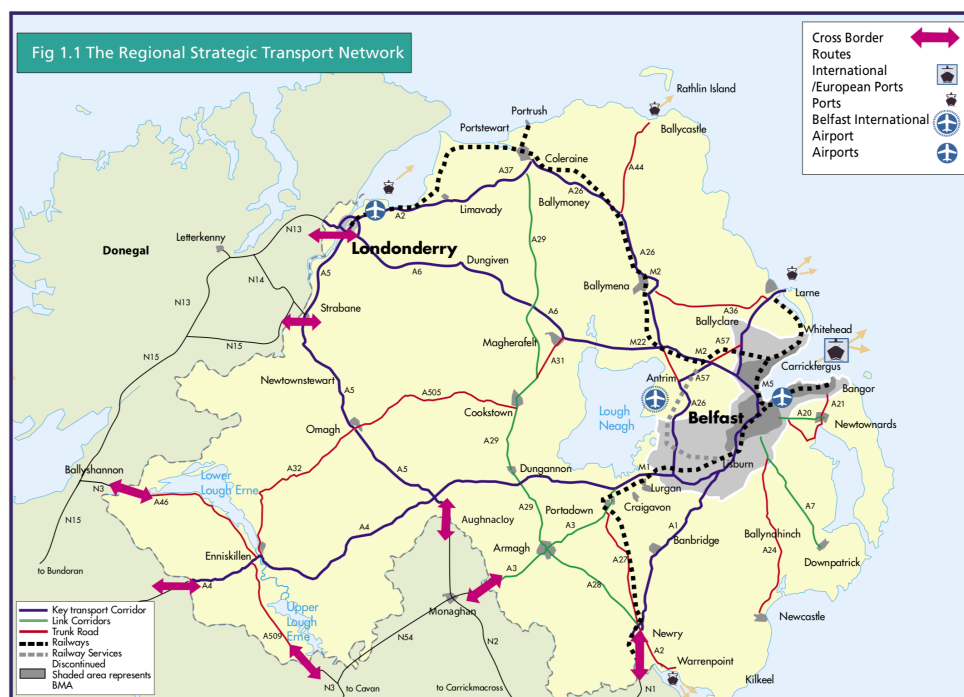 Fig 1.1 The Regional Strategic Transport Network
Cross Border
Routes
International
/European Ports
Ports
Belfast International
Airport
Airports
Rathlin Island
Portrush
Portstewart
Ballycastle
Coleraine
A44
A37
A26
A2
Limavady
Ballymoney
N13
Letterkenny
Donegal
Londonderry
A29
Dungiven
A26
A5
A6
N14
M2
Ballymena
Larne
N13
Strabane
A6
A36
Ballyclare
Whitehead
N15
Magherafelt
M22
M2
A57
Carrickfergus
N15
A31
Newtownstewart
Antrim
A57
M5
Bangor
A5
A505
Cookstown
Lough
Neagh
A26
Belfast
A20
A21
Newtownards
Omagh
A29
Ballyshannon
A32
Dungannon
M1
Lisburn
N3
Lower
Lough Erne
A5
Lurgan
A7
A46
N15
A29
Portadown
Craigavon
Aughnacloy
A4
A3
A1
Banbridge
Ballyndhinch
Armagh
Enniskillen
A27
A24
Downpatrick
to Bundoran
A3
A4
A28
Monaghan
Newcastle
Upper
Lough
Erne
N54
Newry
A509
N2
A2
Warrenpoint
N3
to Cavan
to Carrickmacross
N1
Kilkeel
Key transport Corridor
Link Corridors
Trunk Road
Railways
Railway Services
Discontinued
Shaded area represents
BMA